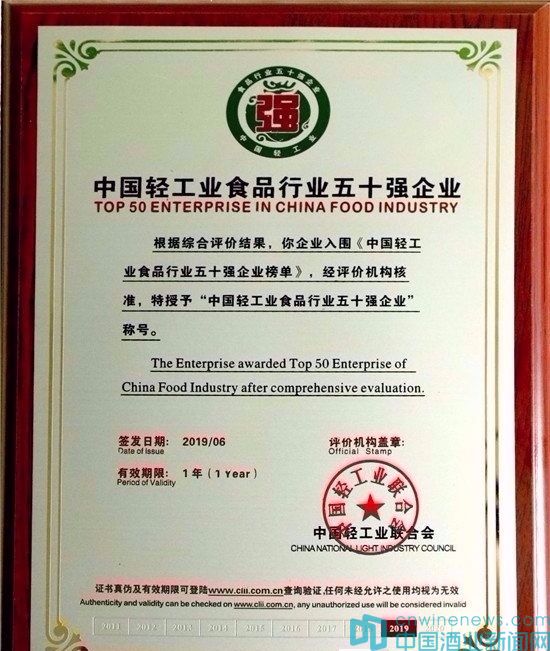 食品行业五十强企业
强
中国轻工业
中国轻工业食品行业五十强企业
TOP 50 ENTERPRISE IN CHINA FOOD INDUSTRY
根据综合评价结果，你企业入围《中国轻工
业食品行业五十强企业榜单》，经评价机构核
准，特授予“中国轻工业食品行业五十强企业”
称号。
The Enterprise awarded Top 50 Enterprise of
China Food Industry after comprehensive evaluation.
签发日期： 2019/06
Date of Issue
有效期限： 1年（1 Year）
Period of Validity
评价机构盖章：
Official Stamp
中国轻工业联合会
中国轻工业联合会
CHINA NATIONAL LIGHT INDUSTRY COUNCIL
证书真伪及有效期限可登陆www.clii.com.cn查询验证，任何未经允许之使用均视为无效
Authenticity and validity can be checked on www.clii.com.cn, any unauthorized use will be considered invalid
2011 2012 2013 2014 2015 2016 2017 2019
cnwinenews.com
中国酒业新闻网